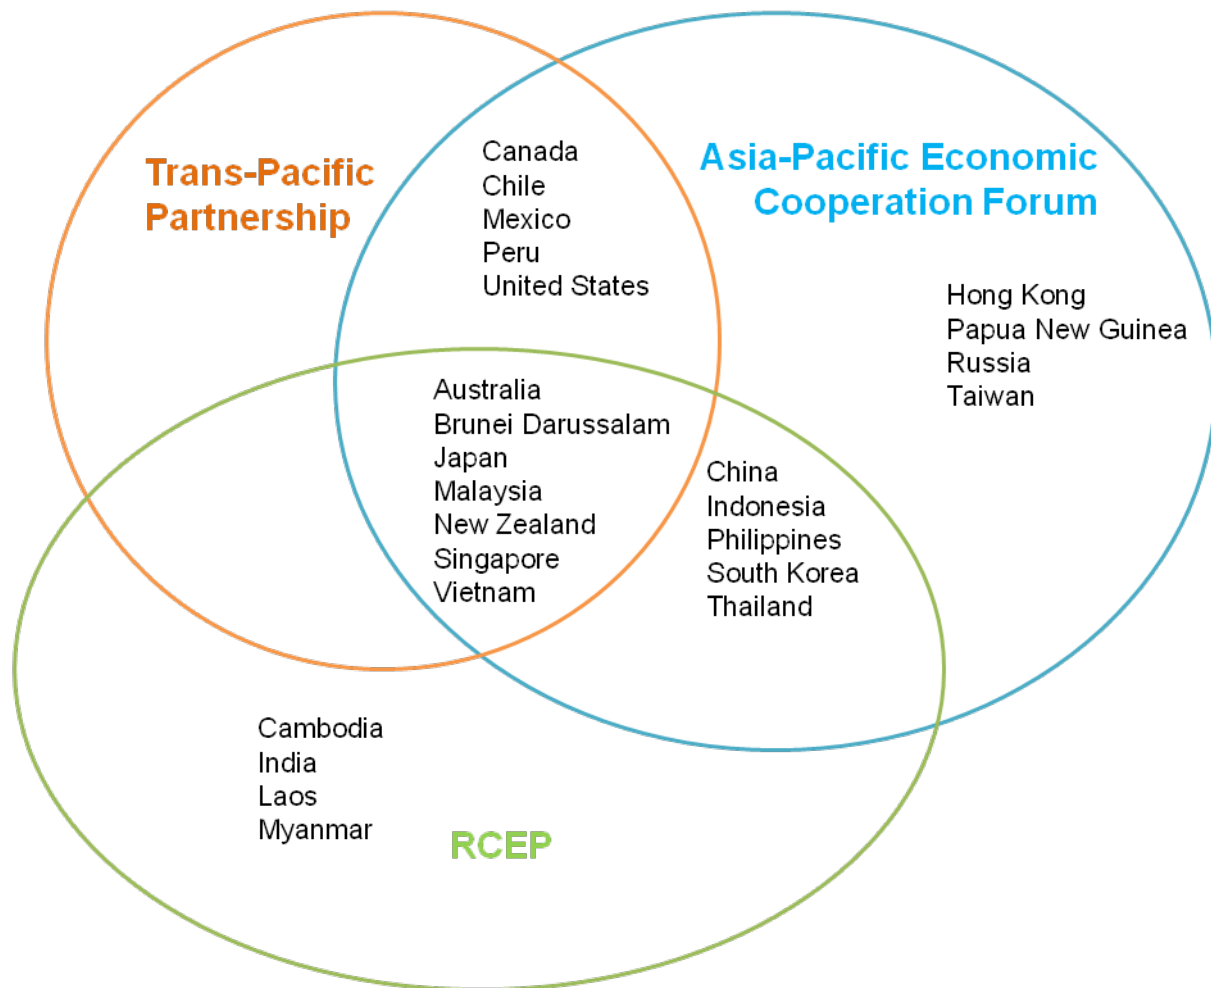 Trans-Pacific
Partnership
Canada
Chile
Mexico
Peru
United States
Asia-Pacific Economic
Cooperation Forum
Hong Kong
Papua New Guinea
Russia
Taiwan
Australia
Brunei Darussalam
Japan
Malaysia
New Zealand
Singapore
Vietnam
China
Indonesia
Philippines
South Korea
Thailand
Cambodia
India
Laos
Myanmar
RCEP